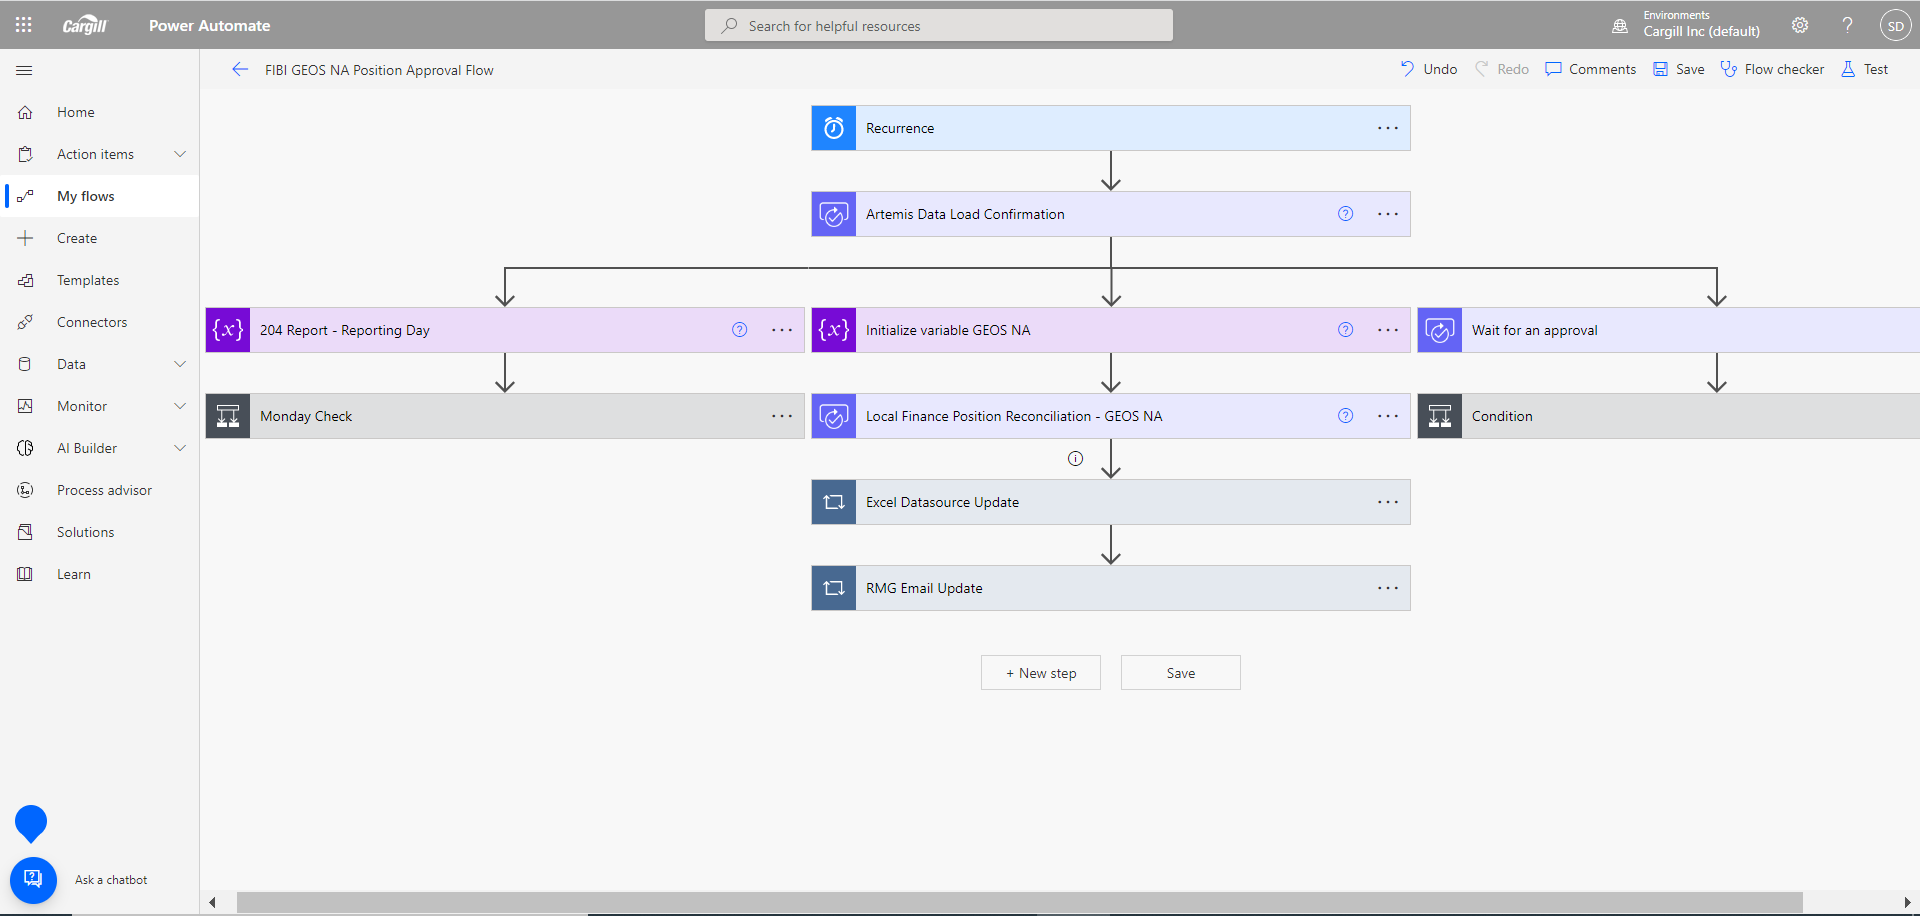 Cargill
Power Automate
Search for helpful resources
Environments
Cargill Inc (default)
?
SD
FIBI GEOS NA Position Approval Flow
Undo
Redo
Comments
Save
Flow checker
Test
Home
Action items
My flows
Create
Templates
Connectors
Data
Monitor
AI Builder
Process advisor
Solutions
Learn
Ask a chatbot
Recurrence
Artemis Data Load Confirmation
?
{x} 204 Report - Reporting Day
?
{x} Initialize variable GEOS NA
?
Wait for an approval
Monday Check
Local Finance Position Reconciliation - GEOS NA
?
Condition
Excel Datasource Update
RMG Email Update
+ New step
Save